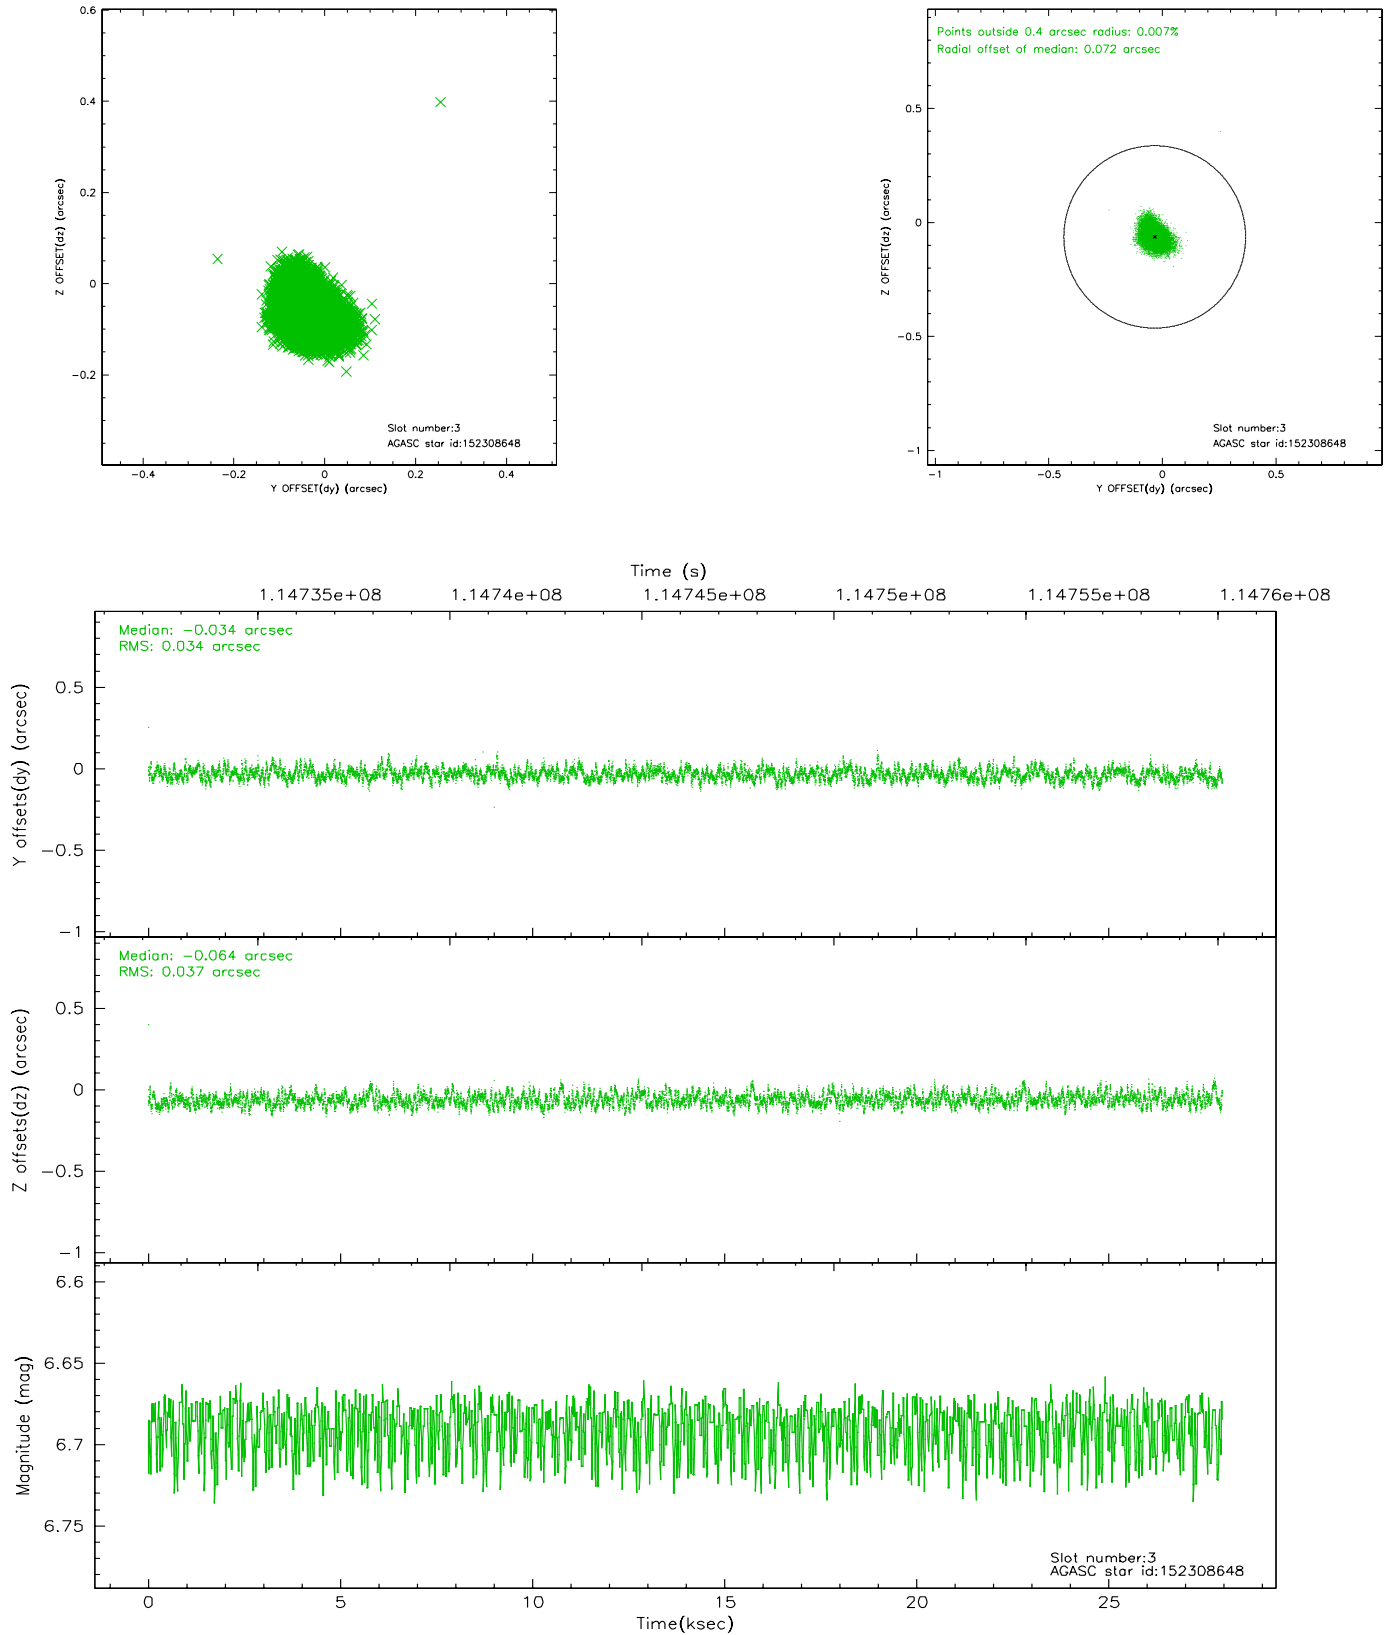 0.6
0.4
0.2
0
−0.2
Z OFFSET(dz) (arcsec)
−0.4 −0.2 0 0.2 0.4
Y OFFSET(dy) (arcsec)
Slot number:3
AGASC star id:152308648
Points outside 0.4 arcsec radius: 0.007%
Radial offset of median: 0.072 arcsec
0.5
0
−0.5
−1
Z OFFSET(dz) (arcsec)
−1 −0.5 0 0.5
Y OFFSET(dy) (arcsec)
Slot number:3
AGASC star id:152308648
Time (s)
1.14735e+08 1.1474e+08 1.14745e+08 1.1475e+08 1.14755e+08 1.1476e+08
Median: −0.034 arcsec
RMS: 0.034 arcsec
0.5
0
−0.5
−1
Y offsets(dy) (arcsec)
Median: −0.064 arcsec
RMS: 0.037 arcsec
0.5
0
−0.5
−1
Z offsets(dz) (arcsec)
6.6
6.65
6.7
6.75
Magnitude (mag)
Slot number:3
AGASC star id:152308648
0 5 10 15 20 25
Time(ksec)